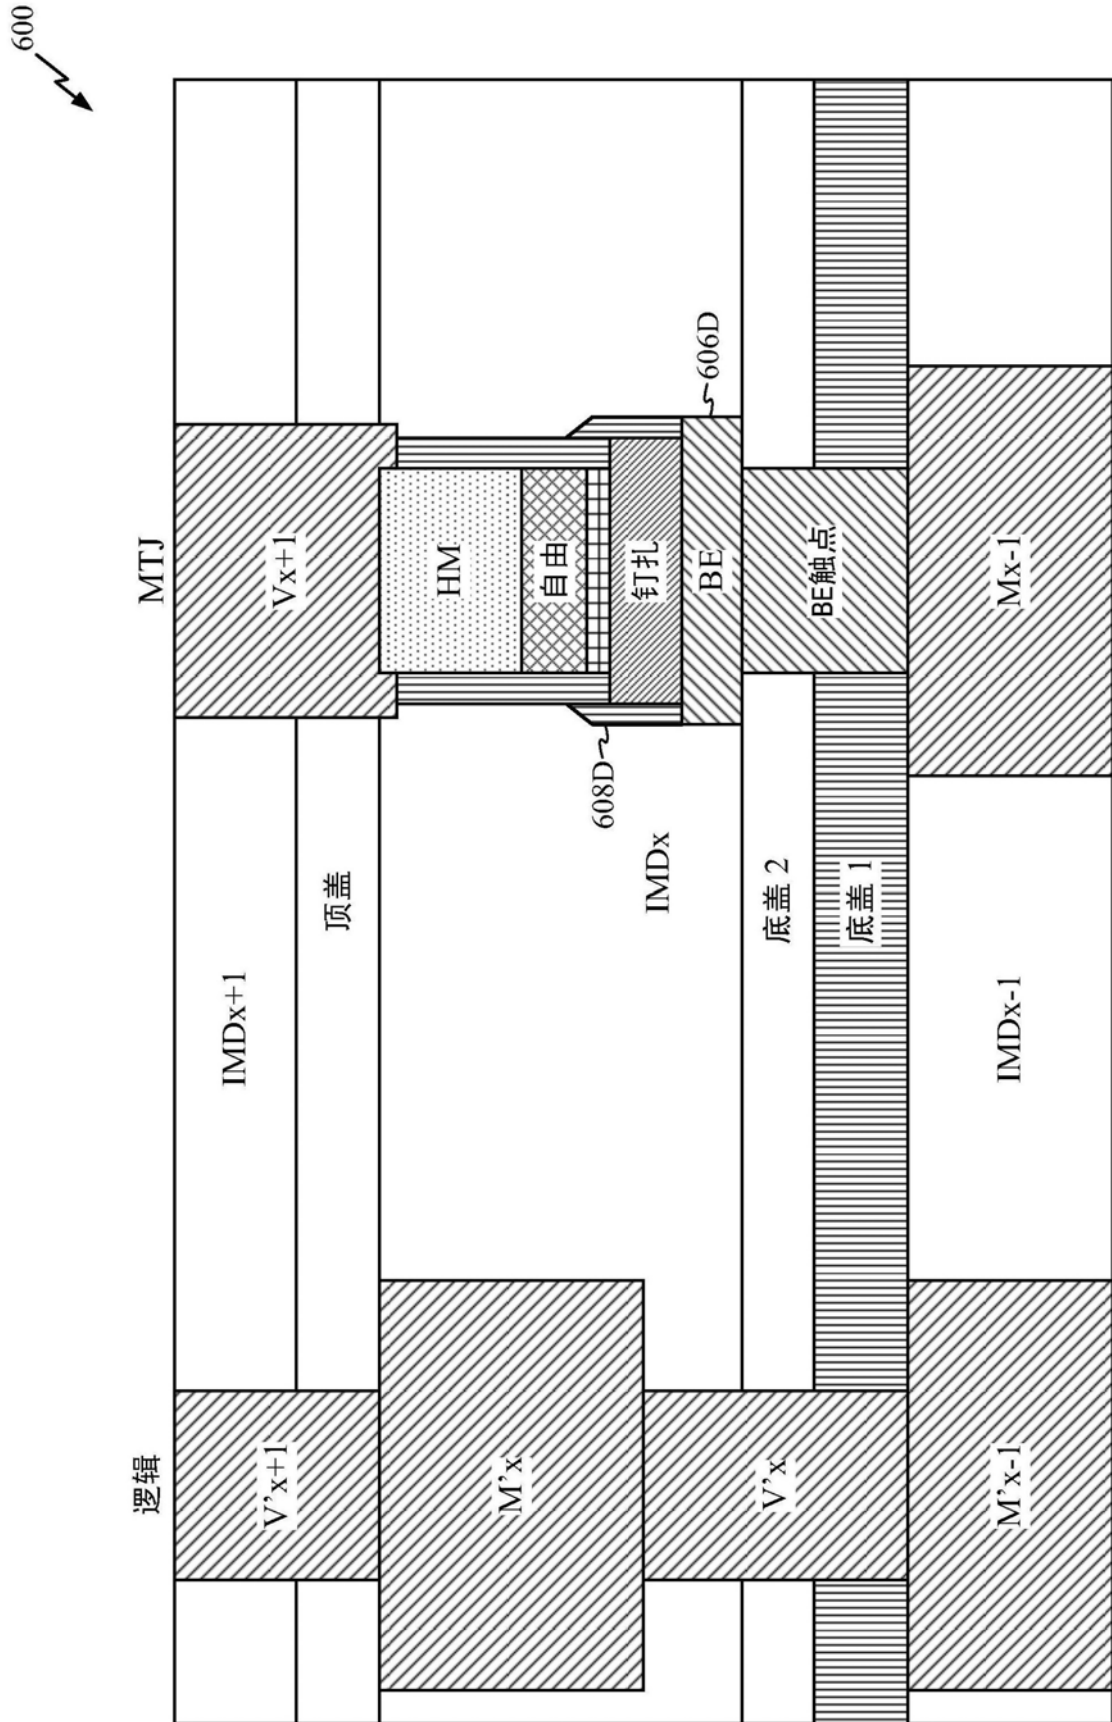 600
逻辑
MTJ
V’x+1
IMDx+1
Vx+1
顶盖
M’x
HM
自由
钉扎
608D
606D
IMDx
BE
V’x
底盖 2
BE触点
底盖 1
M’x-1
IMDx-1
Mx-1